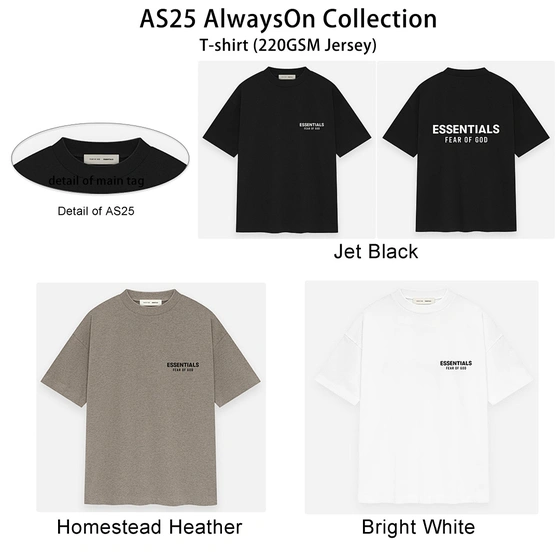 AS25 AlwaysOn Collection
T-shirt (220GSM Jersey)
detail of main tag
Detail of AS25
ESSENTIALS
FEAR OF GOD
ESSENTIALS
FEAR OF GOD
Jet Black
ESSENTIALS
FEAR OF GOD
ESSENTIALS
FEAR OF GOD
Homestead Heather
Bright White